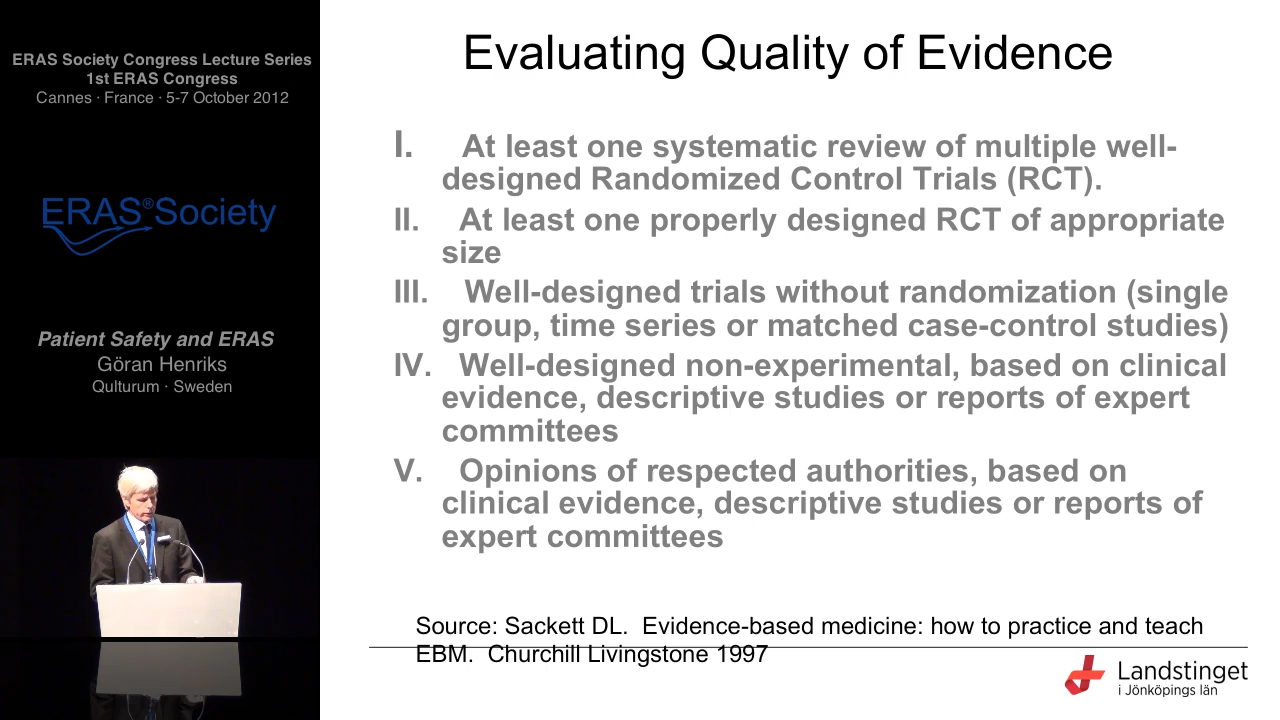 ERAS Society Congress Lecture Series
1st ERAS Congress
Cannes · France · 5-7 October 2012
ERAS®Society
Patient Safety and ERAS
Göran Henriks
Qulturum · Sweden
Evaluating Quality of Evidence
I. At least one systematic review of multiple well-
designed Randomized Control Trials (RCT).
II. At least one properly designed RCT of appropriate
size
III. Well-designed trials without randomization (single
group, time series or matched case-control studies)
IV. Well-designed non-experimental, based on clinical
evidence, descriptive studies or reports of expert
committees
V. Opinions of respected authorities, based on
clinical evidence, descriptive studies or reports of
expert committees
Source: Sackett DL. Evidence-based medicine: how to practice and teach
EBM. Churchill Livingstone 1997
Landstinget
i Jönköpings län